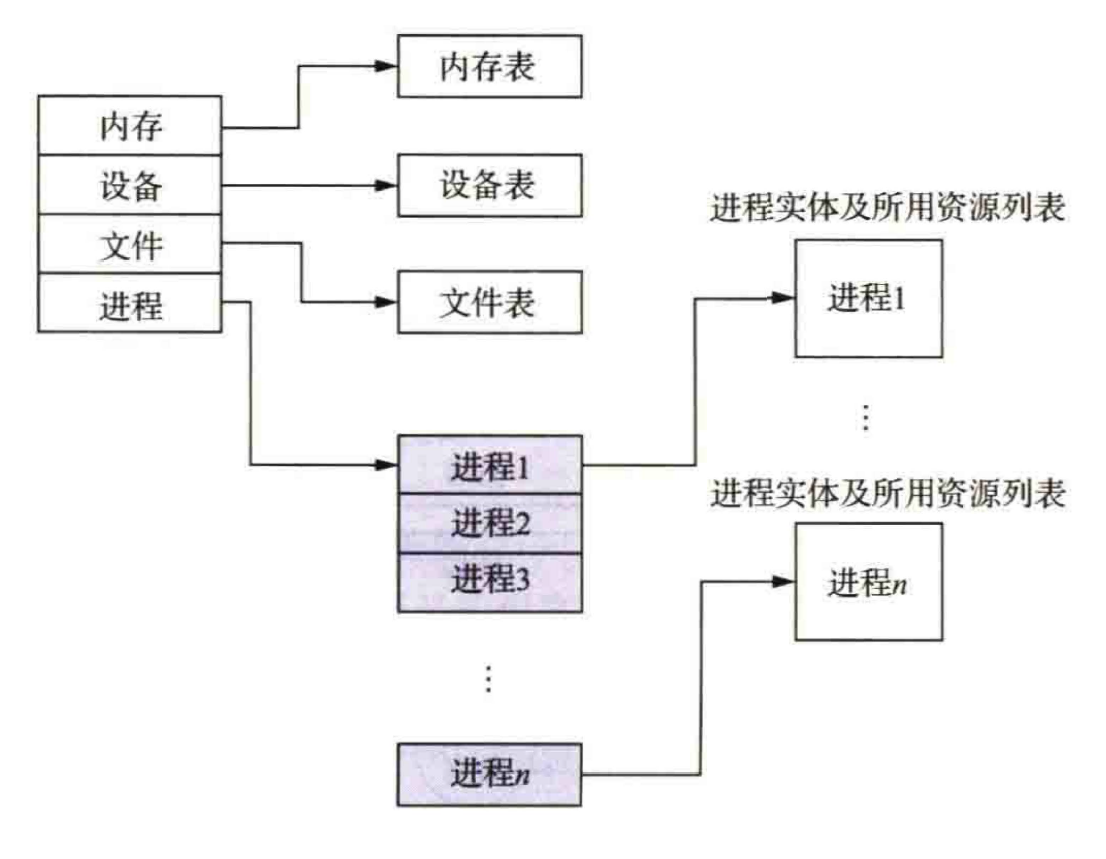 内存
设备
文件
进程
内存表
设备表
文件表
进程1
进程2
进程3
⋮
进程n
进程实体及所用资源列表
进程1
⋮
进程实体及所用资源列表
进程n